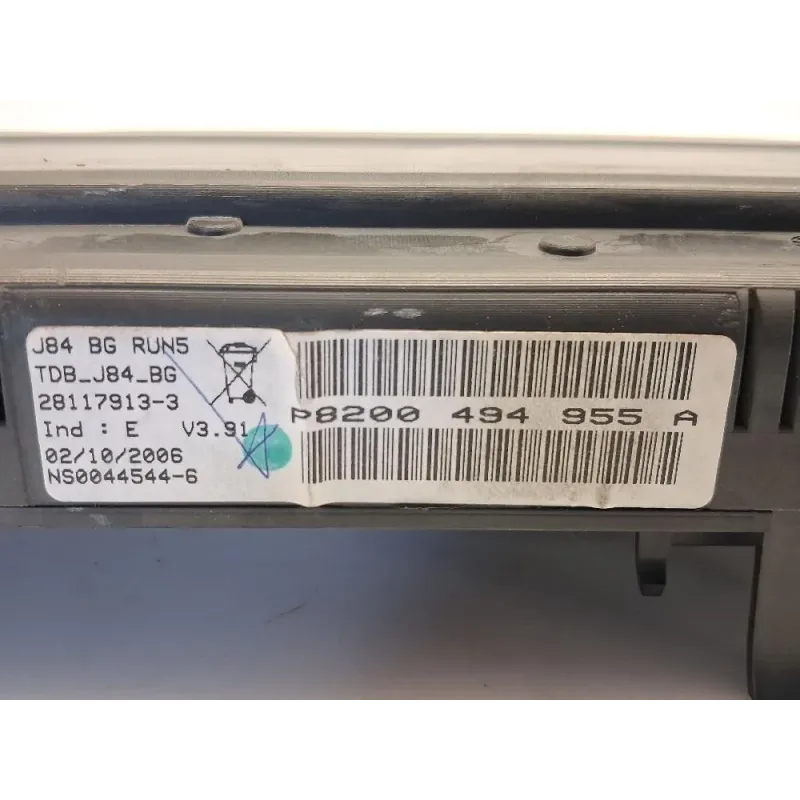 J84 BG RUN5
TDB_J84_BG
28117913-3
Ind : E V3.91
02/10/2006
NS0044544-6
P8200 494 955 A